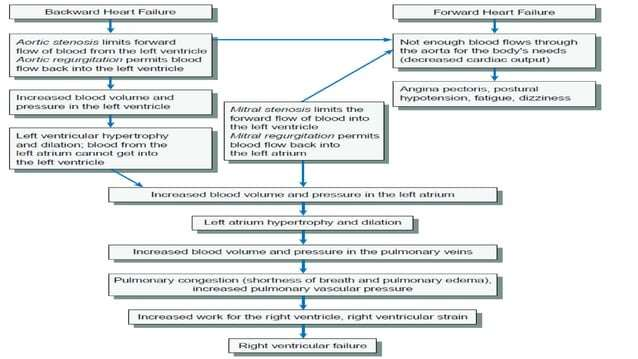 Backward Heart Failure
Forward Heart Failure
Aortic stenosis limits forward
flow of blood from the left ventricle
Aortic regurgitation permits blood
flow back into the left ventricle
Not enough blood flows through
the aorta for the body's needs
(decreased cardiac output)
Increased blood volume and
pressure in the left ventricle
Angina pectoris, postural
hypotension, fatigue, dizziness
Mitral stenosis limits the
forward flow of blood into
the left ventricle
Mitral regurgitation permits
blood flow back into
the left atrium
Left ventricular hypertrophy
and dilation; blood from the
left atrium cannot get into
the left ventricle
Increased blood volume and pressure in the left atrium
Left atrium hypertrophy and dilation
Increased blood volume and pressure in the pulmonary veins
Pulmonary congestion (shortness of breath and pulmonary edema),
increased pulmonary vascular pressure
Increased work for the right ventricle, right ventricular strain
Right ventricular failure